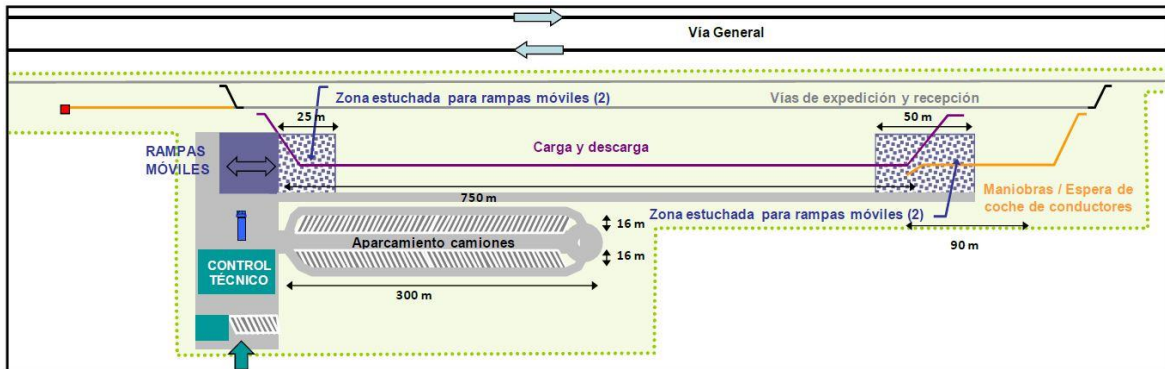 Vía General
Zona estuchada para rampas móviles (2)
Vías de expedición y recepción
25 m
50 m
RAMPAS
MÓVILES
Carga y descarga
750 m
Maniobras / Espera de
coche de conductores
Zona estuchada para rampas móviles (2)
16 m
Aparcamiento camiones
90 m
16 m
CONTROL
TÉCNICO
300 m